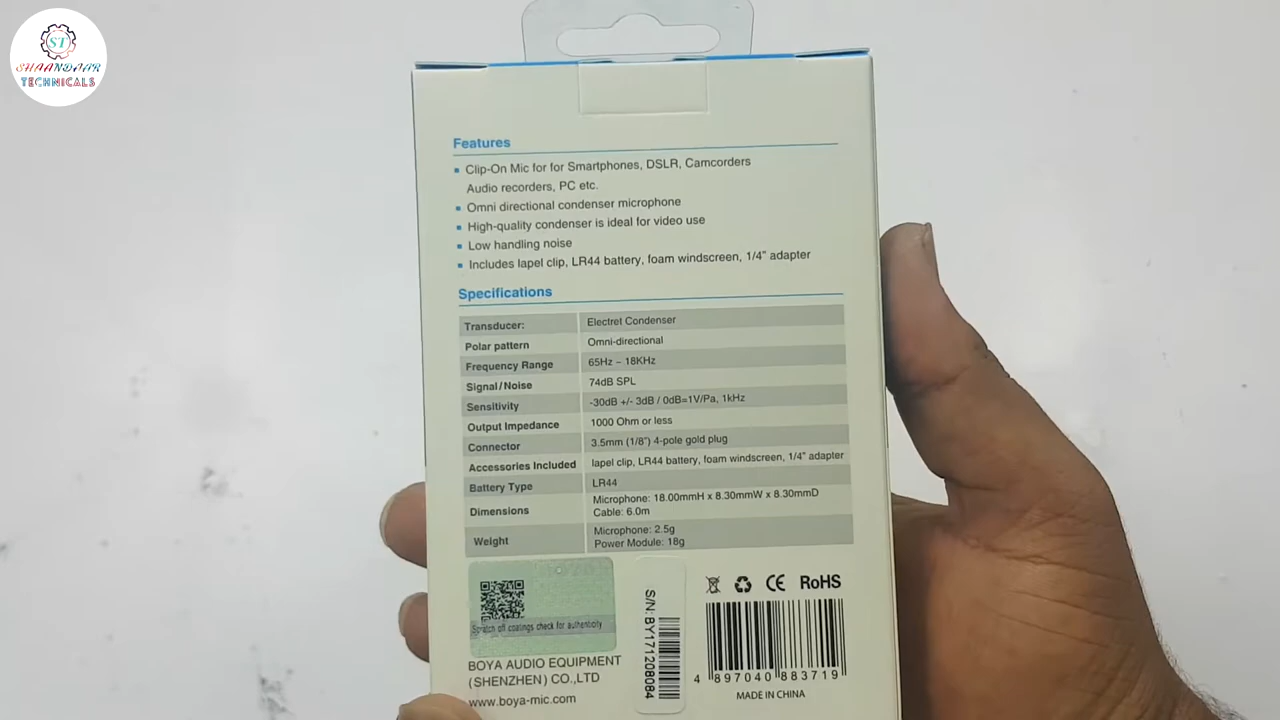 ST
SHAANDAAR
TECHNICALS
Features
Clip-On Mic for for Smartphones, DSLR, Camcorders
Audio recorders, PC etc.
Omni directional condenser microphone
High-quality condenser is ideal for video use
Low handling noise
Includes lapel clip, LR44 battery, foam windscreen, 1/4" adapter
Specifications
Transducer: Electret Condenser
Polar pattern Omni-directional
Frequency Range 65Hz ~ 18KHz
Signal/Noise 74dB SPL
Sensitivity -30dB +/- 3dB / 0dB=1V/Pa, 1kHz
Output Impedance 1000 Ohm or less
Connector 3.5mm (1/8") 4-pole gold plug
Accessories Included lapel clip, LR44 battery, foam windscreen, 1/4" adapter
Battery Type LR44
Dimensions Microphone: 18.00mmH x 8.30mmW x 8.30mmD
Cable: 6.0m
Weight Microphone: 2.5g
Power Module: 18g
Scratch off coatings check for authenticity
BOYA AUDIO EQUIPMENT
(SHENZHEN) CO.,LTD
www.boya-mic.com
S/N: BY171208084
CE RoHS
4 897040 883719
MADE IN CHINA